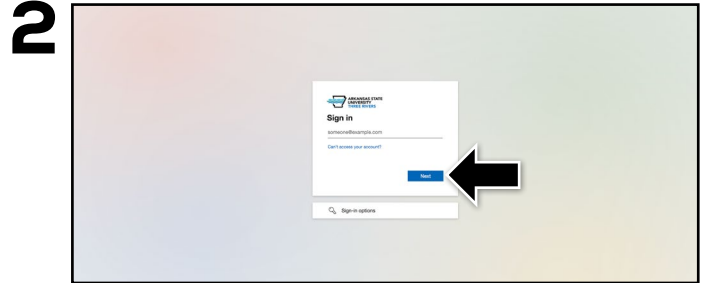 2
ARKANSAS STATE
UNIVERSITY
THREE RIVERS
Sign in
someone@example.com
Can't access your account?
Next
Sign-in options